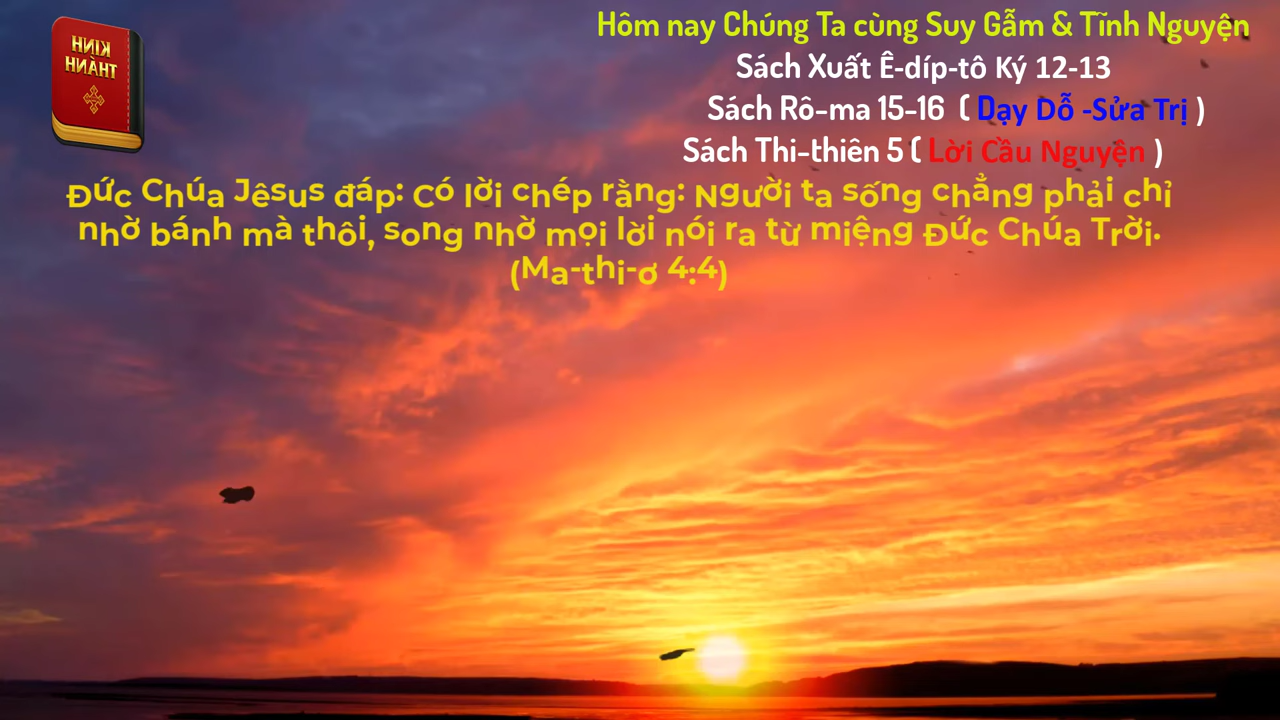 KINH
THÁNH
Hôm nay Chúng Ta cùng Suy Gẫm & Tĩnh Nguyện
Sách Xuất Ê-díp-tô Ký 12-13
Sách Rô-ma 15-16 ( Dạy Dỗ -Sửa Trị )
Sách Thi-thiên 5 ( Lời Cầu Nguyện )
Đức Chúa Jêsus đáp: Có lời chép rằng: Người ta sống chẳng phải chỉ
nhờ bánh mà thôi, song nhờ mọi lời nói ra từ miệng Đức Chúa Trời.
(Ma-thi-ơ 4:4)